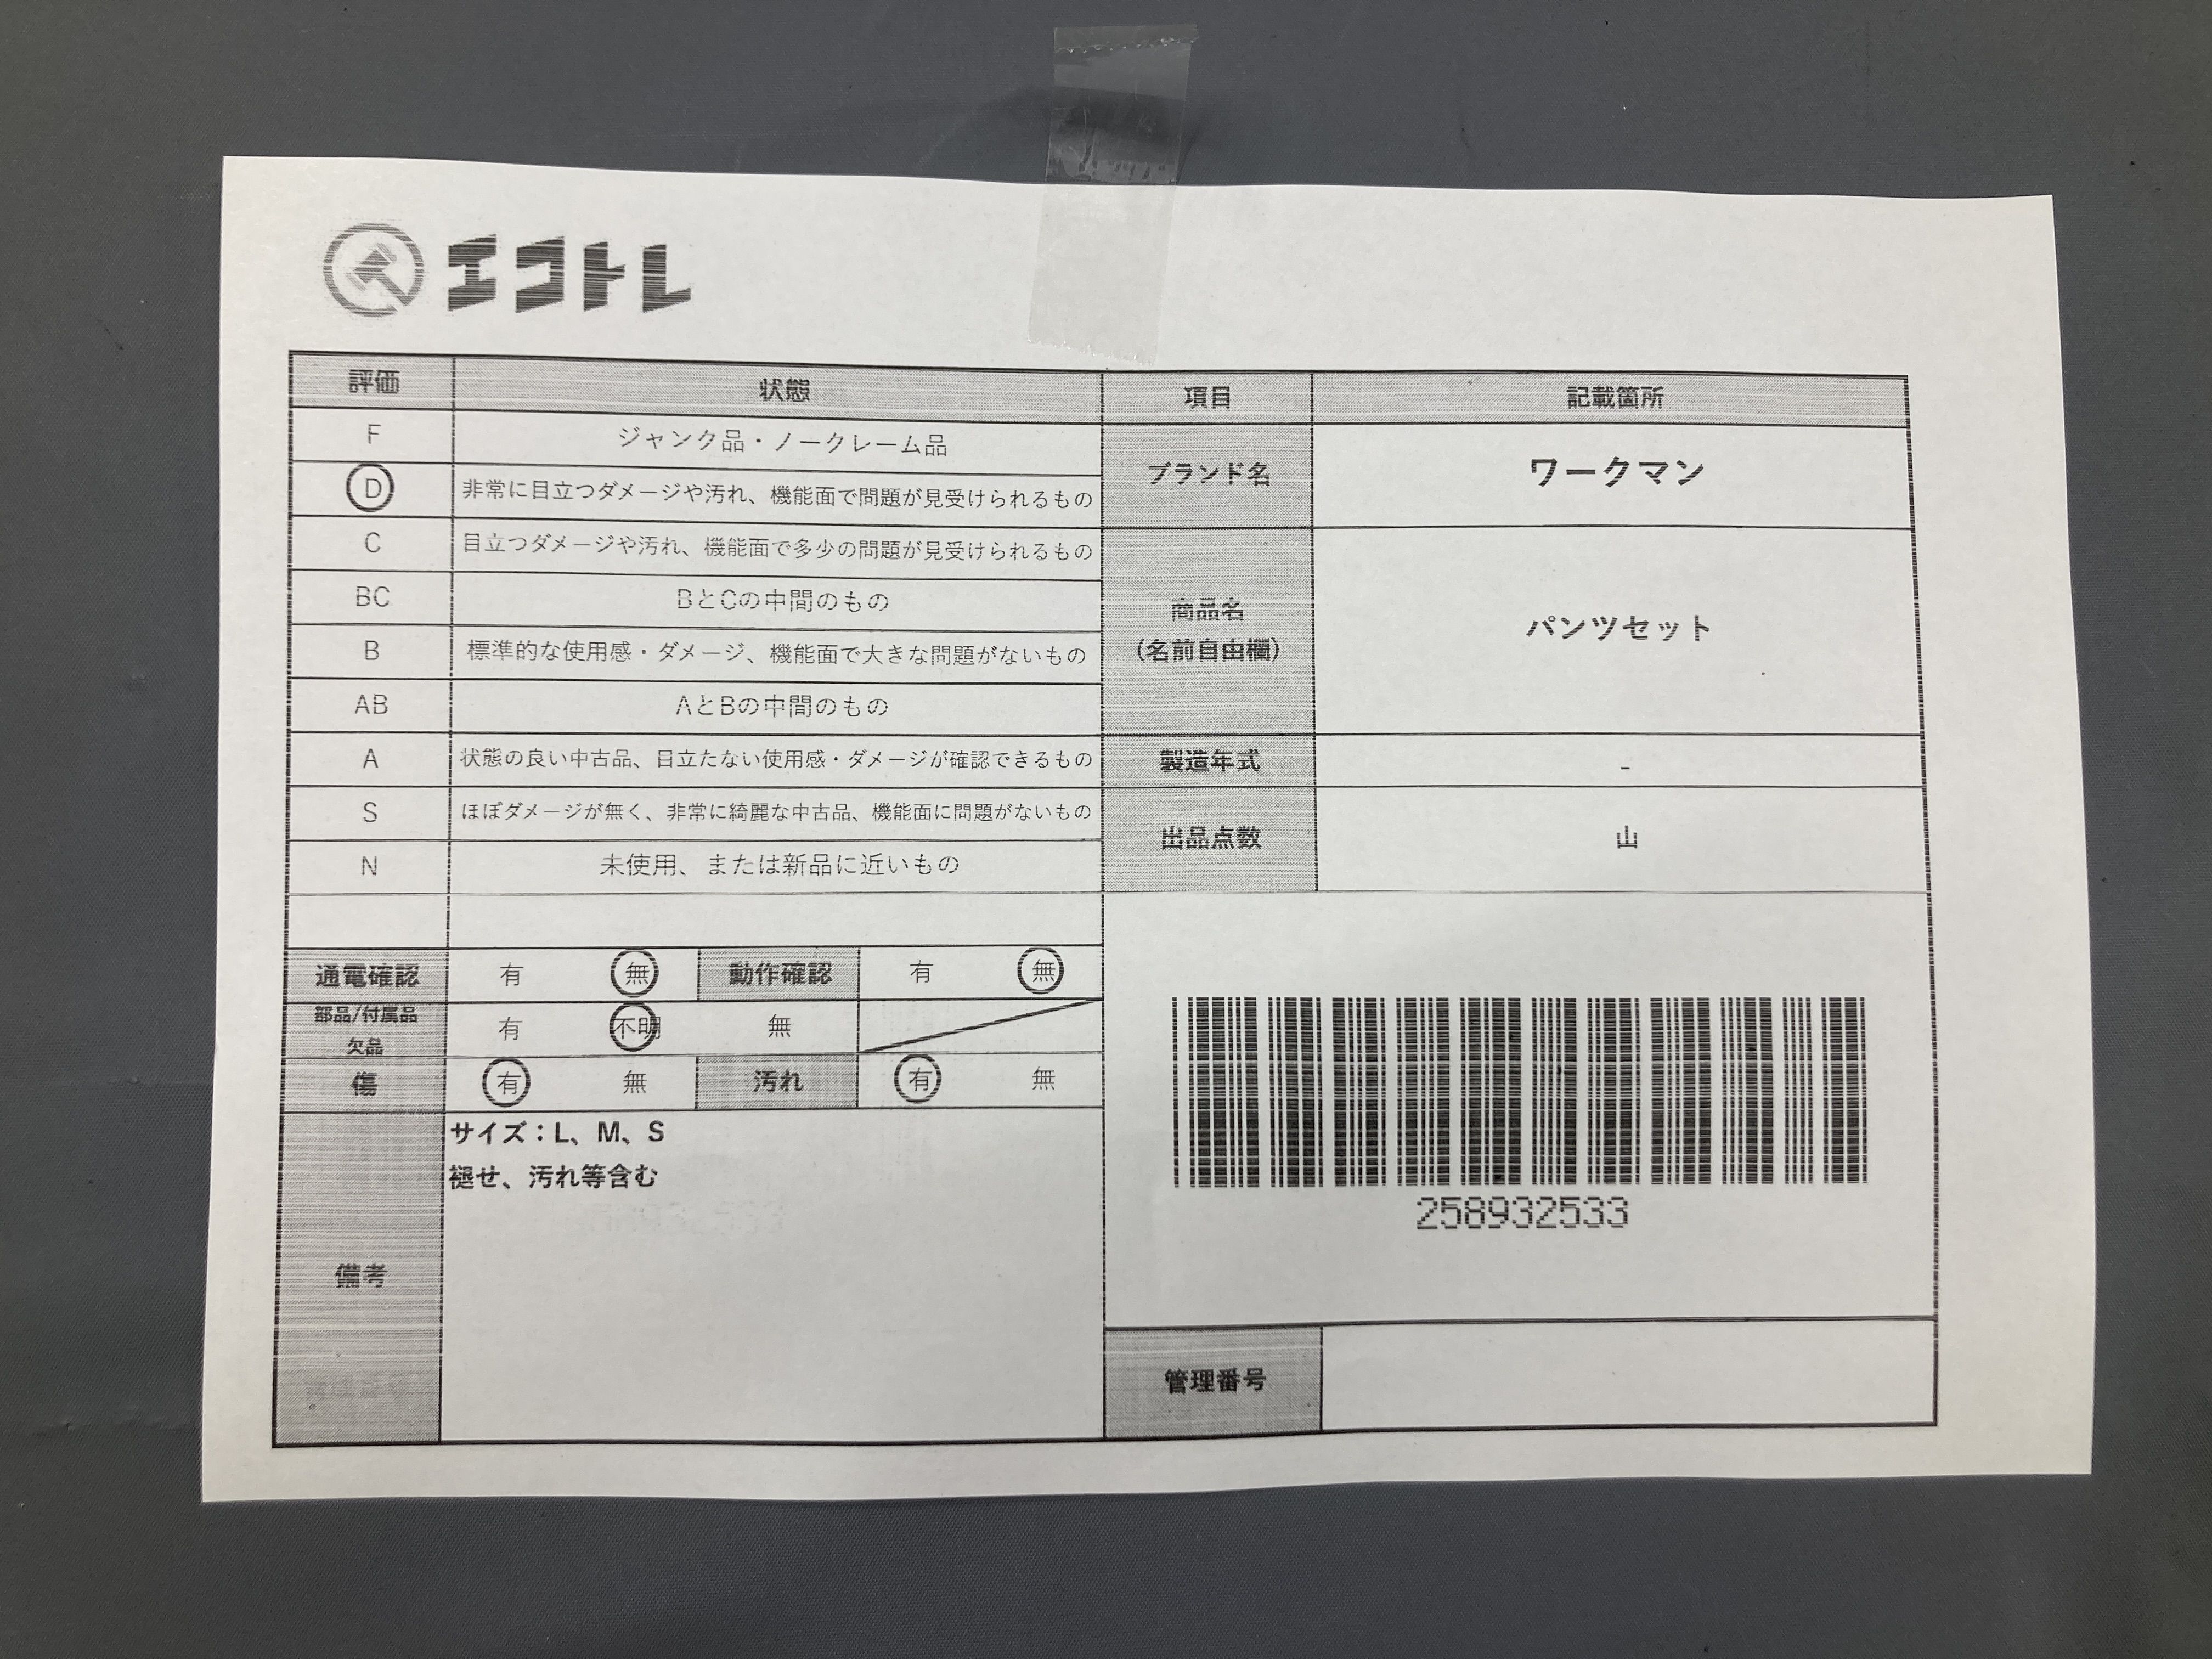 エコトレ
評価 状態 項目 記載箇所
F ジャンク品・ノークレーム品
D 非常に目立つダメージや汚れ、機能面で問題が見受けられるもの
ブランド名 ワークマン
C 目立つダメージや汚れ、機能面で多少の問題が見受けられるもの
BC BとCの中間のもの
B 標準的な使用感・ダメージ、機能面で大きな問題がないもの
商品名
(名前自由欄)
パンツセット
AB AとBの中間のもの
A 状態の良い中古品、目立たない使用感・ダメージが確認できるもの
製造年式 -
S ほぼダメージが無く、非常に綺麗な中古品、機能面に問題がないもの
出品点数 山
N 未使用、または新品に近いもの
通電確認 有 無 動作確認 有 無
部品/付属品
欠品
有 不明 無
傷 有 無 汚れ 有 無
備考
サイズ：L、M、S
褪せ、汚れ等含む
258932533
管理番号